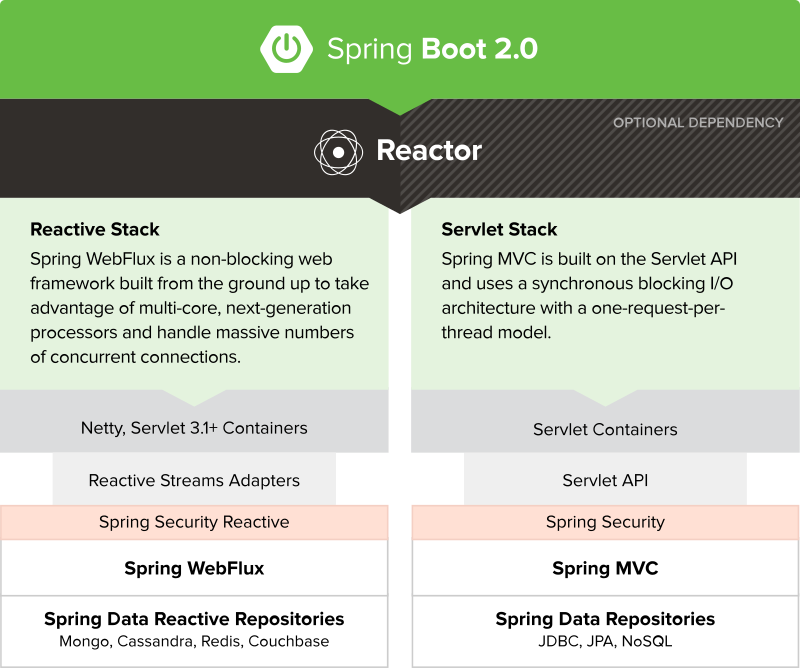 Spring Boot 2.0
OPTIONAL DEPENDENCY
Reactor
Reactive Stack
Spring WebFlux is a non-blocking web
framework built from the ground up to take
advantage of multi-core, next-generation
processors and handle massive numbers
of concurrent connections.
Netty, Servlet 3.1+ Containers
Reactive Streams Adapters
Spring Security Reactive
Spring WebFlux
Spring Data Reactive Repositories
Mongo, Cassandra, Redis, Couchbase
Servlet Stack
Spring MVC is built on the Servlet API
and uses a synchronous blocking I/O
architecture with a one-request-per-
thread model.
Servlet Containers
Servlet API
Spring Security
Spring MVC
Spring Data Repositories
JDBC, JPA, NoSQL